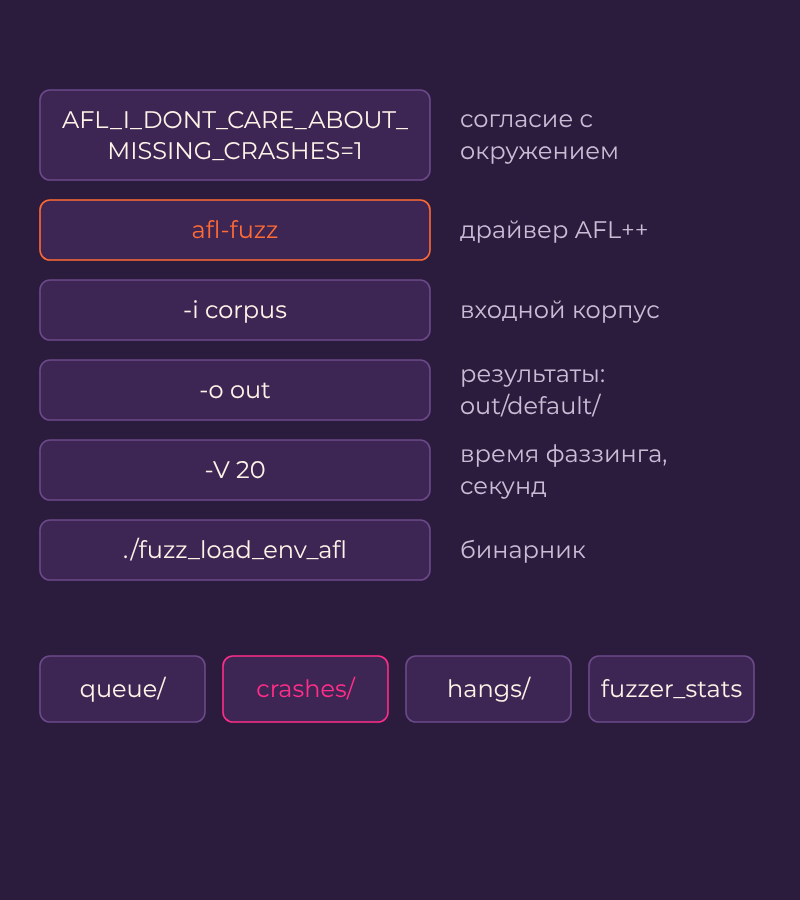 AFL_I_DONT_CARE_ABOUT_
MISSING_CRASHES=1
согласие с
окружением
afl-fuzz
драйвер AFL++
-i corpus
входной корпус
-o out
результаты:
out/default/
-V 20
время фаззинга,
секунд
./fuzz_load_env_afl
бинарник
queue/
crashes/
hangs/
fuzzer_stats